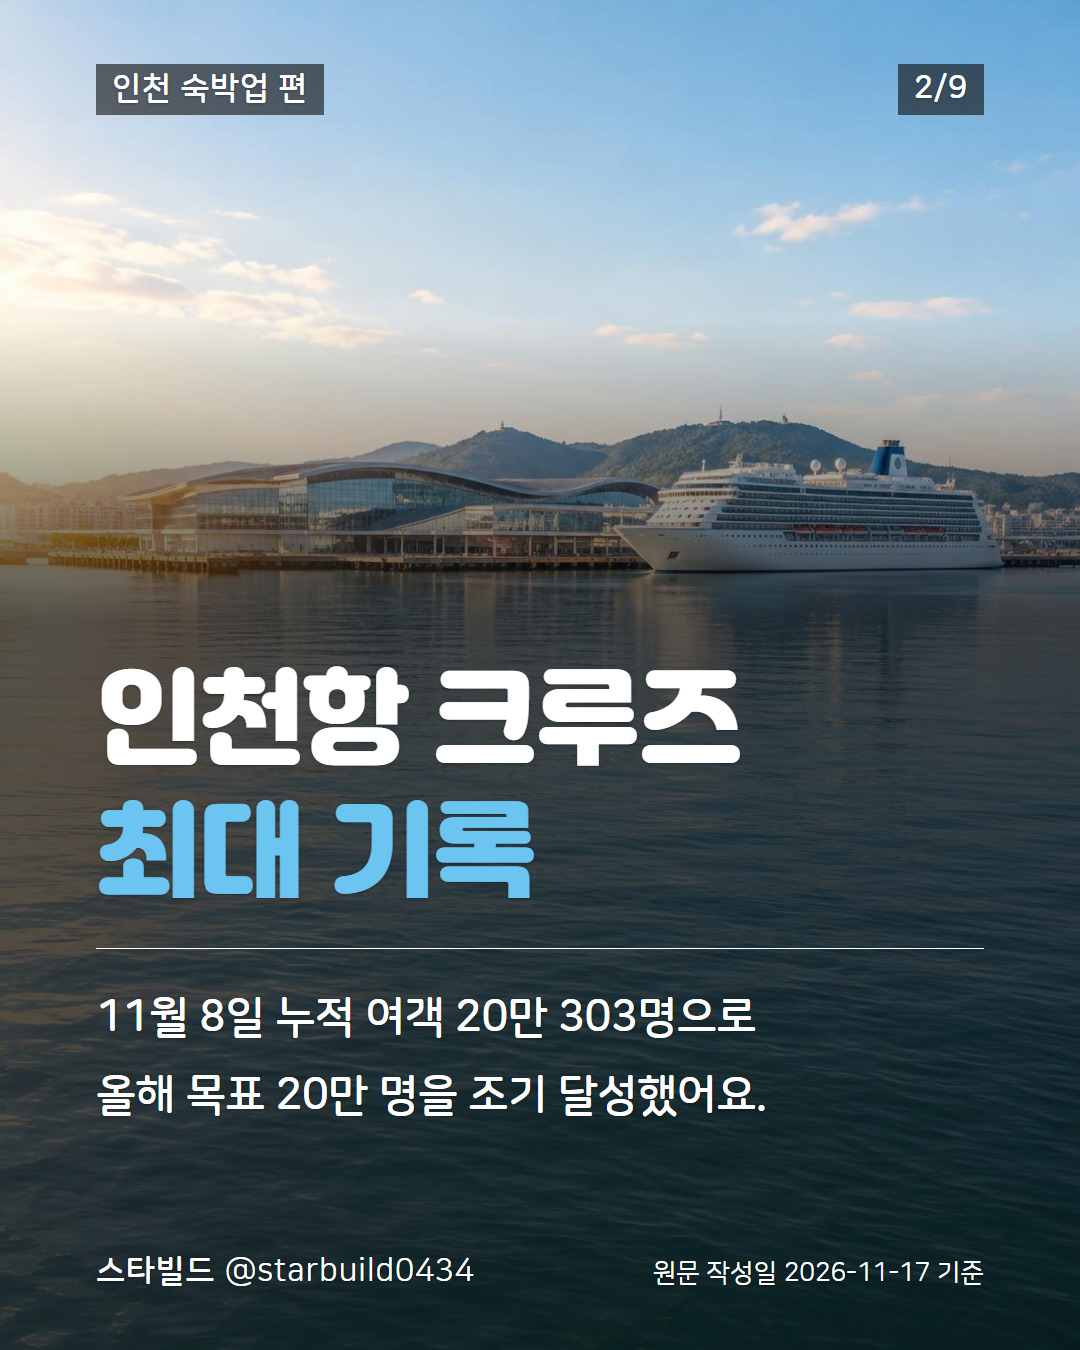 인천 숙박업 편
2/9
인천항 크루즈
최대 기록
11월 8일 누적 여객 20만 303명으로
올해 목표 20만 명을 조기 달성했어요.
스타빌드 @starbuild0434
원문 작성일 2026-11-17 기준